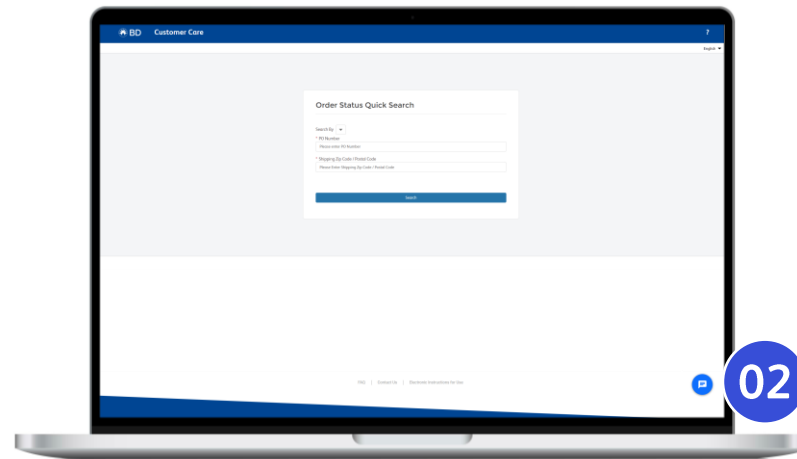 BD Customer Care ?
English
Order Status Quick Search
Search By
* PO Number
Please enter PO Number
* Shipping Zip Code / Postal Code
Please Enter Shipping Zip Code / Postal Code
Search
FAQ | Contact Us | Electronic Instructions for Use
02